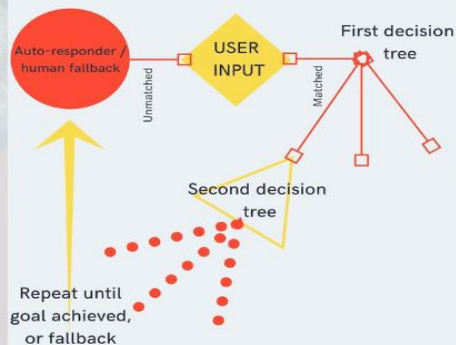 Auto-responder /
human fallback
Unmatched
USER
INPUT
Matched
First decision
tree
Second decision
tree
Repeat until
goal achieved,
or fallback